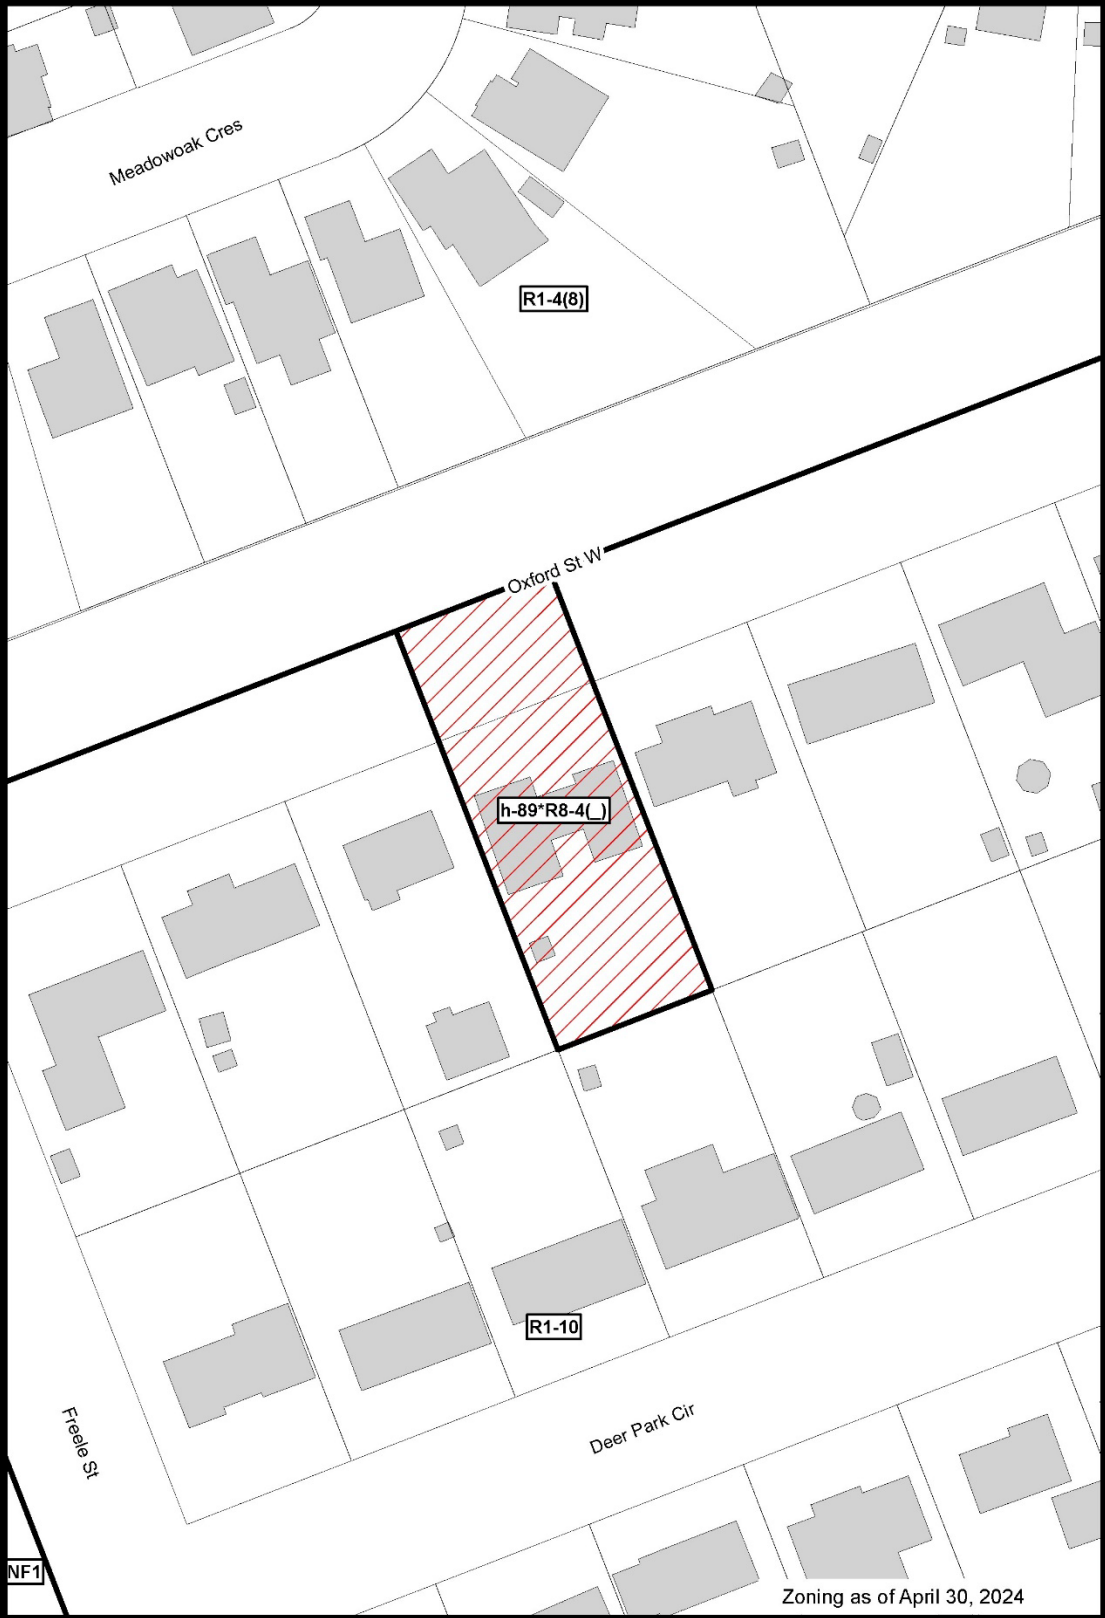 Meadowoak Cres
R1-4(8)
Oxford St W
h-89*R8-4(_)
R1-10
Deer Park Cir
Freele St
NF1
Zoning as of April 30, 2024